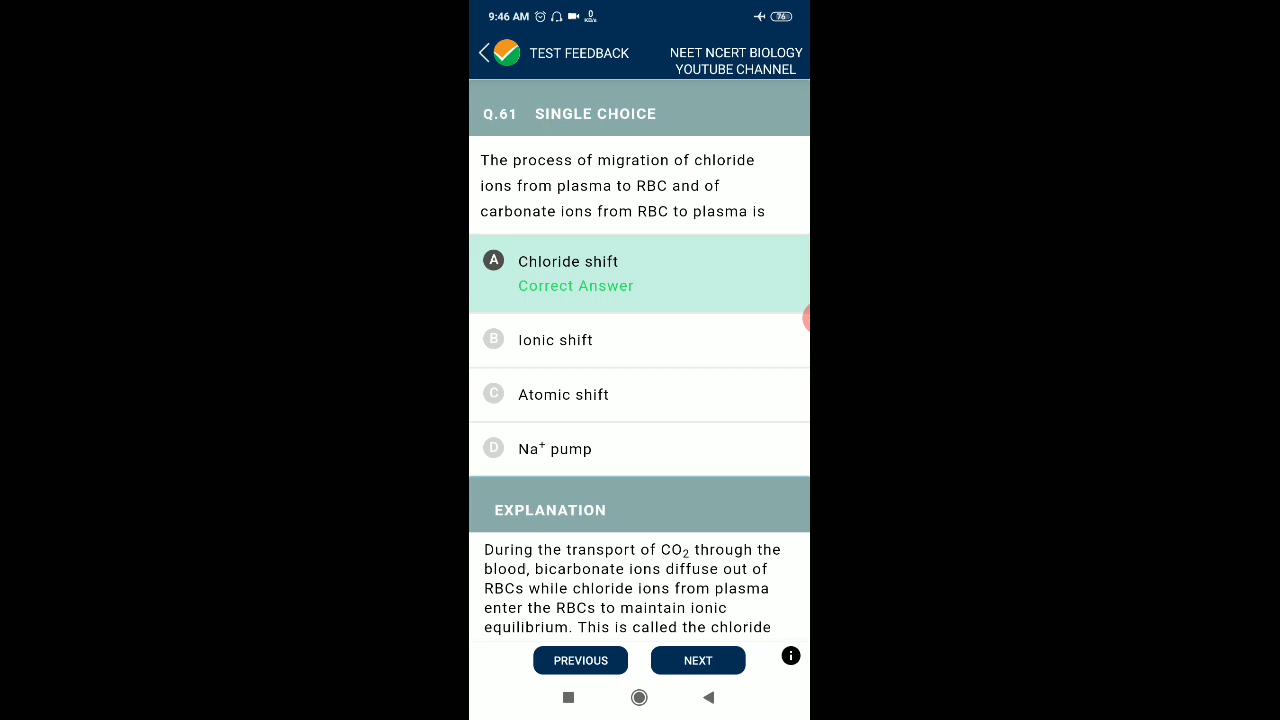 9:46 AM 0 KB/s 76
TEST FEEDBACK
NEET NCERT BIOLOGY
YOUTUBE CHANNEL
Q.61 SINGLE CHOICE
The process of migration of chloride
ions from plasma to RBC and of
carbonate ions from RBC to plasma is
A Chloride shift
Correct Answer
B Ionic shift
C Atomic shift
D Na⁺ pump
EXPLANATION
During the transport of CO₂ through the
blood, bicarbonate ions diffuse out of
RBCs while chloride ions from plasma
enter the RBCs to maintain ionic
equilibrium. This is called the chloride
PREVIOUS NEXT